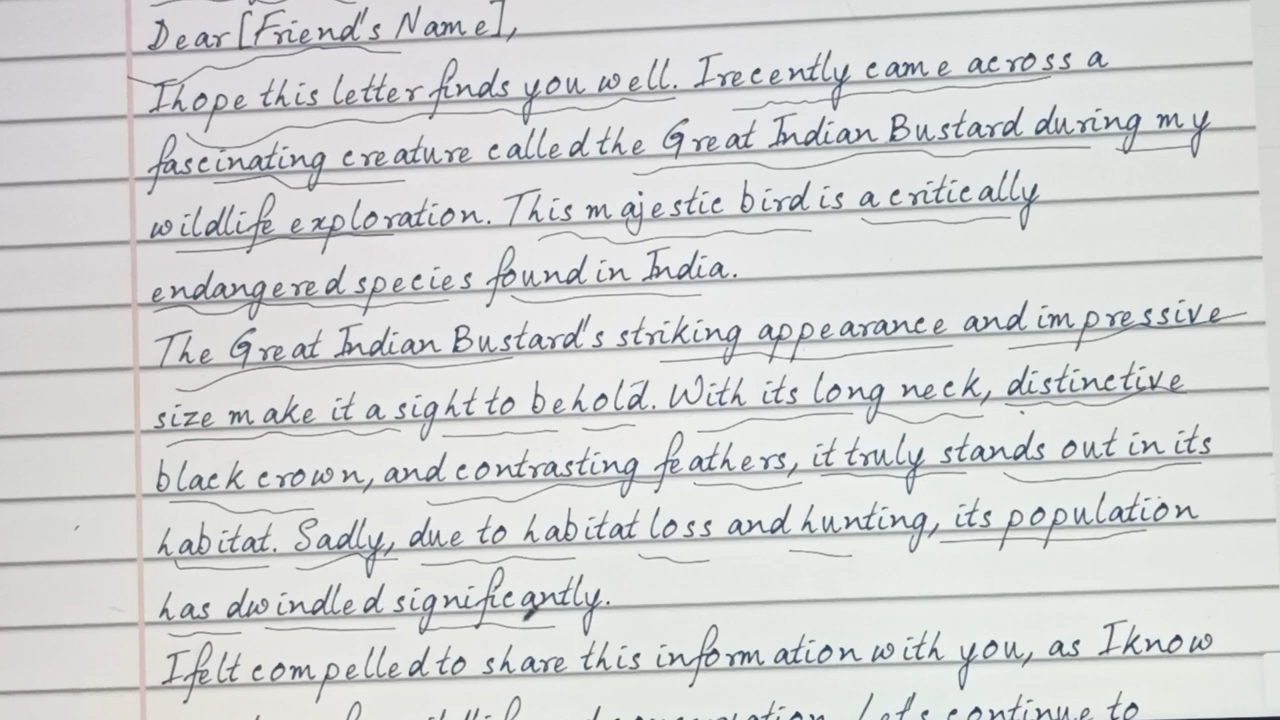 Dear [Friend's Name],
I hope this letter finds you well. I recently came across a
fascinating creature called the Great Indian Bustard during my
wildlife exploration. This majestic bird is a critically
endangered species found in India.
The Great Indian Bustard's striking appearance and impressive
size make it a sight to behold. With its long neck, distinctive
black crown, and contrasting feathers, it truly stands out in its
habitat. Sadly, due to habitat loss and hunting, its population
has dwindled significantly.
I felt compelled to share this information with you, as I know
Let's continue to